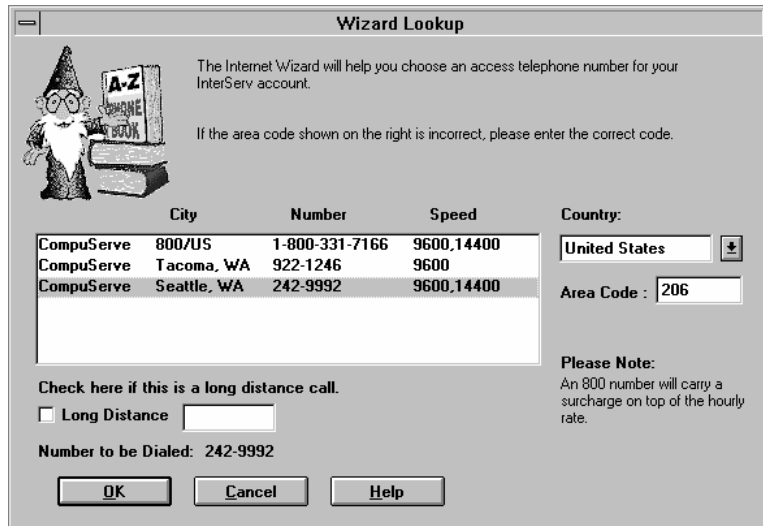 Wizard Lookup
A-Z
PHONE
BOOK
The Internet Wizard will help you choose an access telephone number for your
InterServ account.
If the area code shown on the right is incorrect, please enter the correct code.
City Number Speed
CompuServe 800/US 1-800-331-7166 9600,14400
CompuServe Tacoma, WA 922-1246 9600
CompuServe Seattle, WA 242-9992 9600,14400
Country:
United States
Area Code : 206
Please Note:
An 800 number will carry a
surcharge on top of the hourly
rate.
Check here if this is a long distance call.
Long Distance
Number to be Dialed: 242-9992
OK Cancel Help